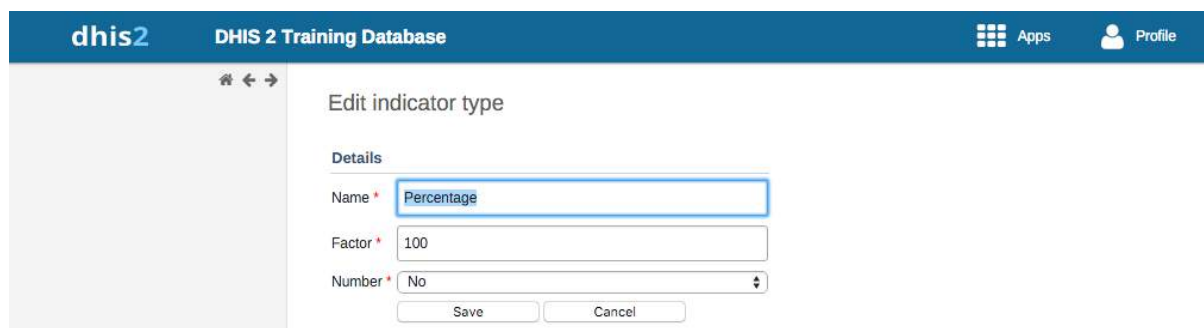 dhis2 DHIS 2 Training Database Apps Profile
Edit indicator type
Details
Name * Percentage
Factor * 100
Number * No
Save Cancel